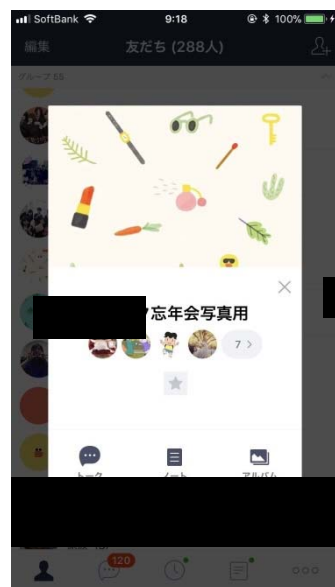 SoftBank 9:18 100%
編集 友だち (288人)
グループ 55
忘年会写真用
7 >
トーク ノート アルバム
120